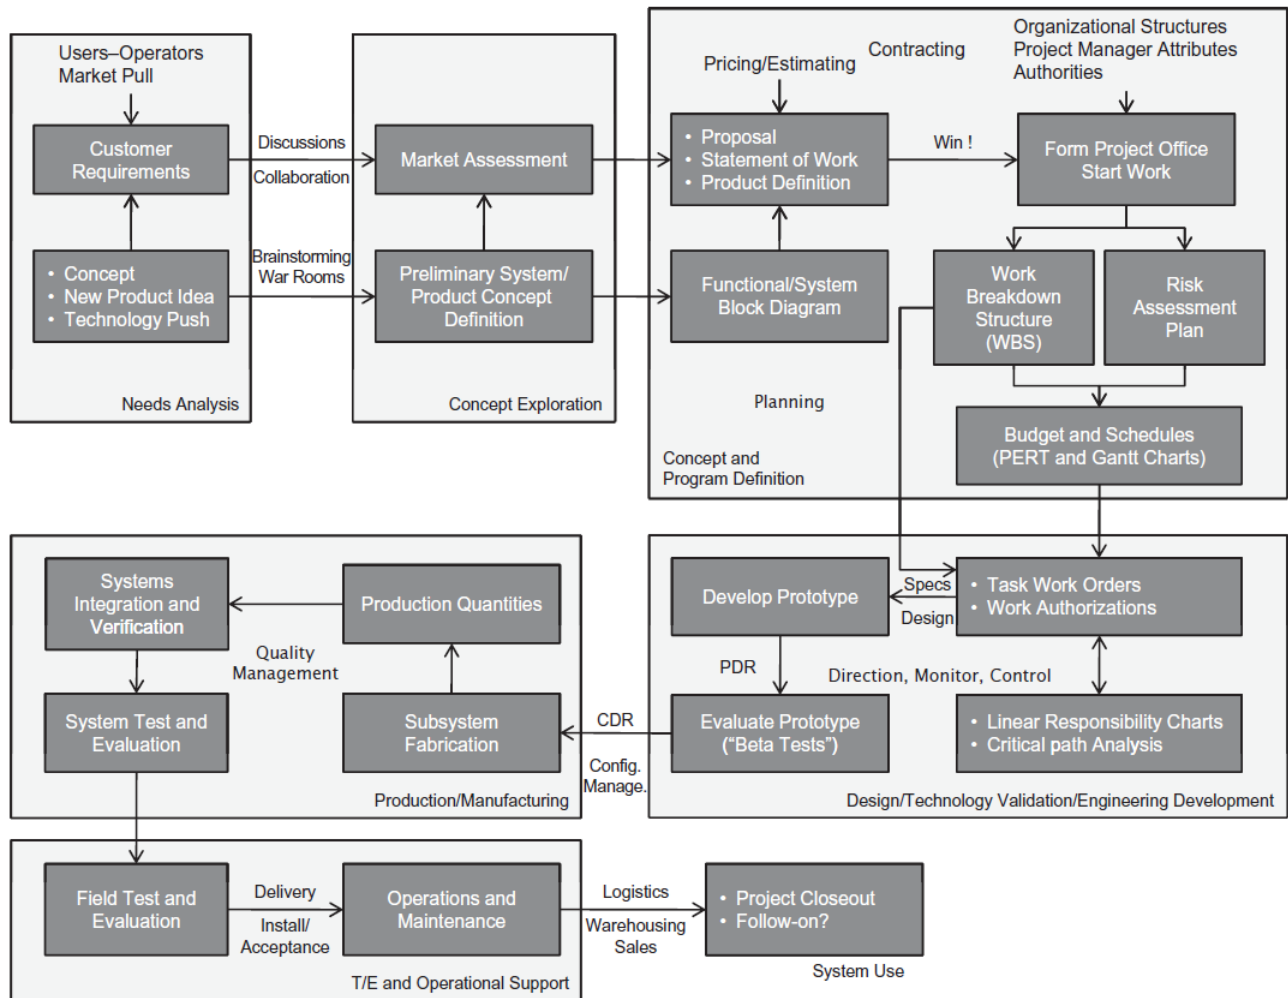 Users–Operators
Market Pull
Customer
Requirements
• Concept
• New Product Idea
• Technology Push
Needs Analysis
Discussions
Collaboration
Brainstorming
War Rooms
Market Assessment
Preliminary System/
Product Concept
Definition
Concept Exploration
Pricing/Estimating
Contracting
Organizational Structures
Project Manager Attributes
Authorities
• Proposal
• Statement of Work
• Product Definition
Win !
Form Project Office
Start Work
Functional/System
Block Diagram
Work
Breakdown
Structure
(WBS)
Risk
Assessment
Plan
Planning
Budget and Schedules
(PERT and Gantt Charts)
Concept and
Program Definition
Systems
Integration and
Verification
Production Quantities
Quality
Management
System Test and
Evaluation
Subsystem
Fabrication
Production/Manufacturing
CDR
Config.
Manage.
Develop Prototype
Specs
Design
• Task Work Orders
• Work Authorizations
PDR
Direction, Monitor, Control
Evaluate Prototype
(“Beta Tests”)
• Linear Responsibility Charts
• Critical path Analysis
Design/Technology Validation/Engineering Development
Field Test and
Evaluation
Delivery
Install/
Acceptance
Operations and
Maintenance
T/E and Operational Support
Logistics
Warehousing
Sales
• Project Closeout
• Follow-on?
System Use